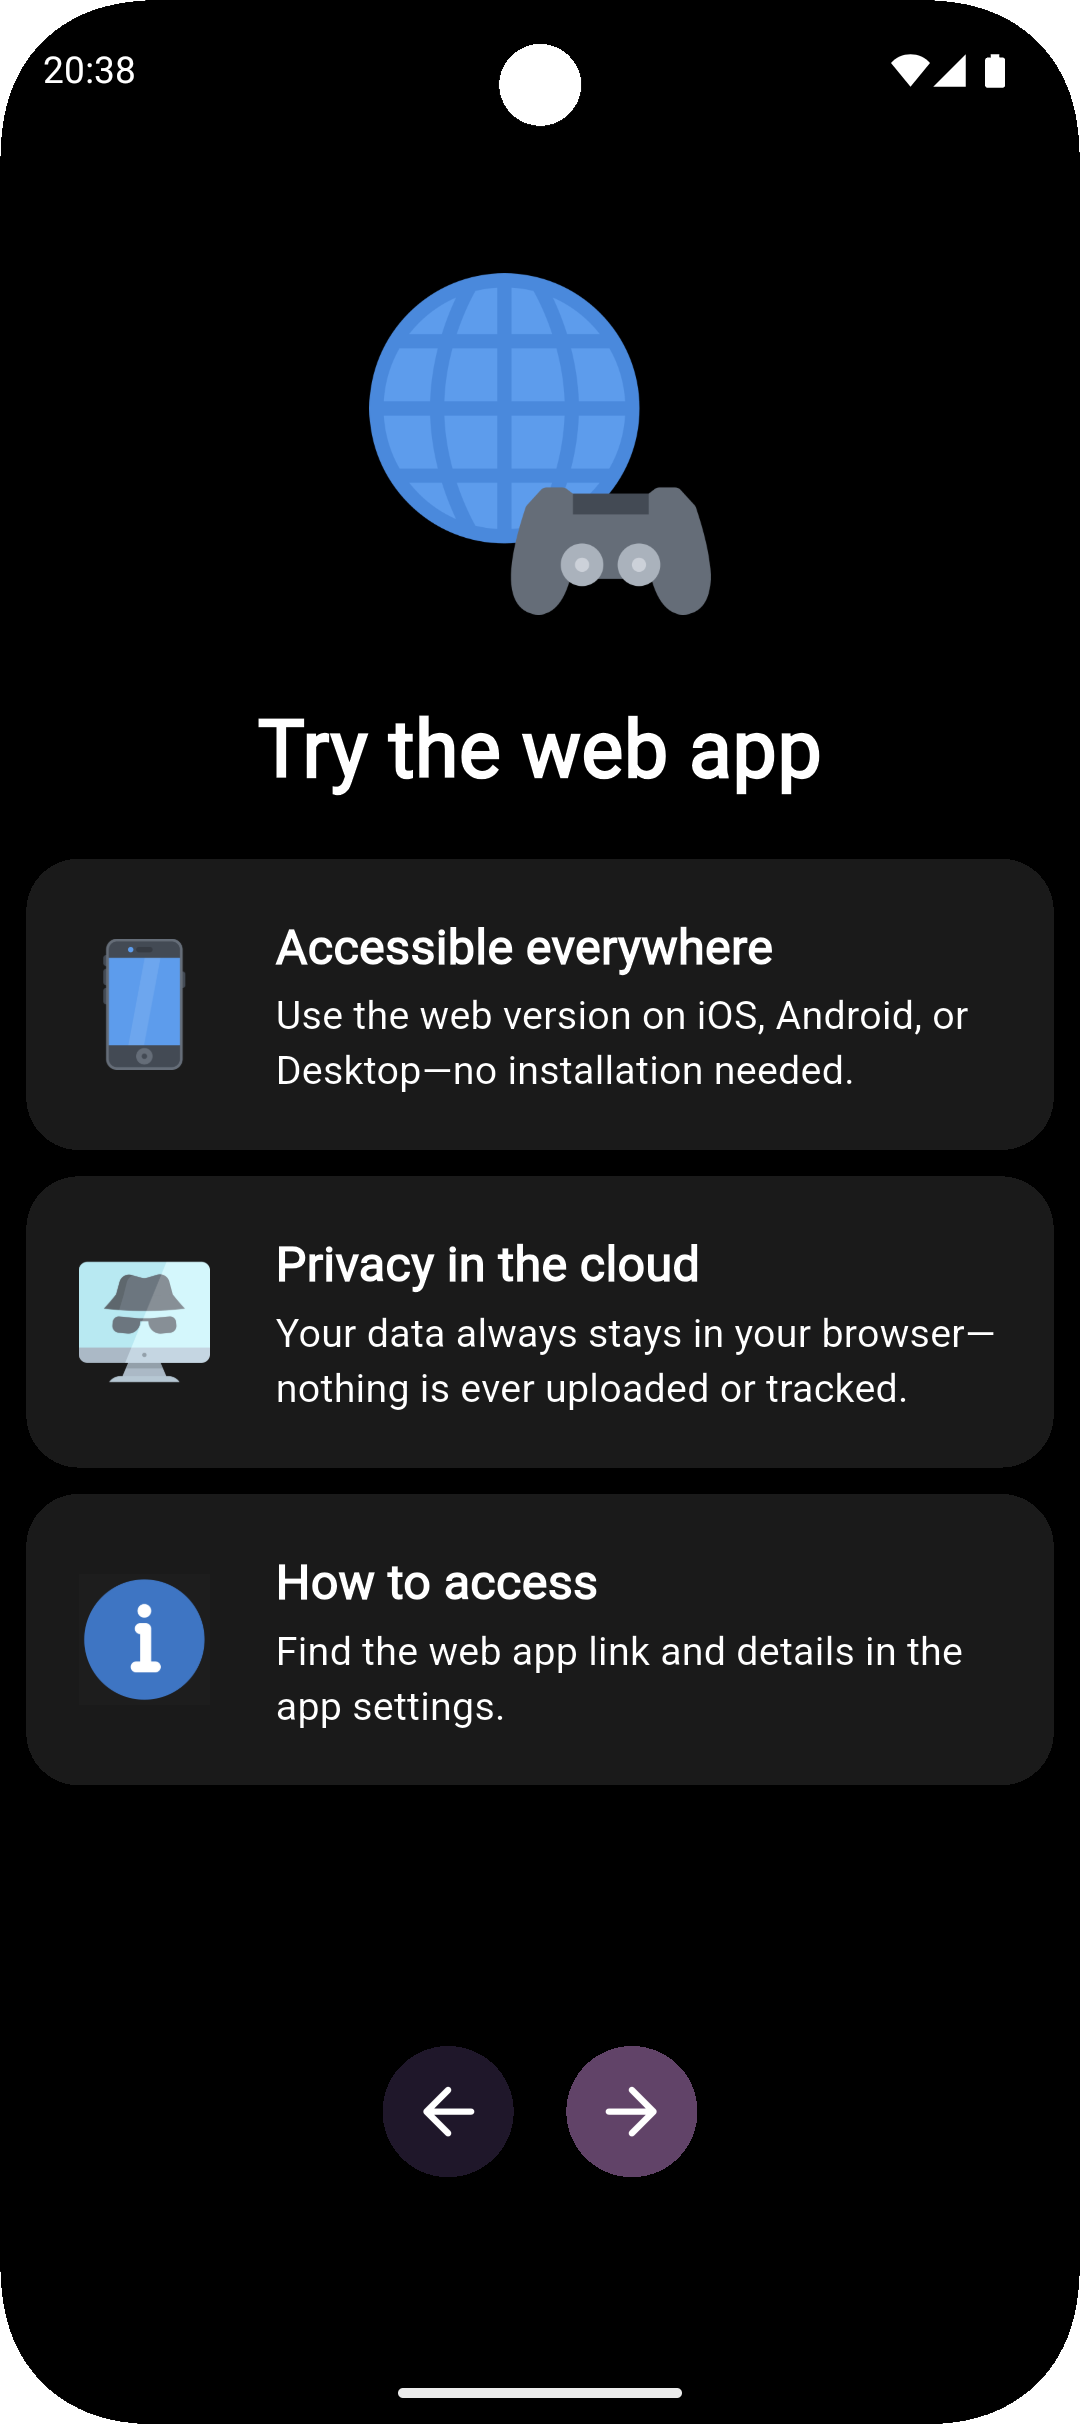 20:38
Try the web app
Accessible everywhere
Use the web version on iOS, Android, or
Desktop—no installation needed.
Privacy in the cloud
Your data always stays in your browser—
nothing is ever uploaded or tracked.
How to access
Find the web app link and details in the
app settings.